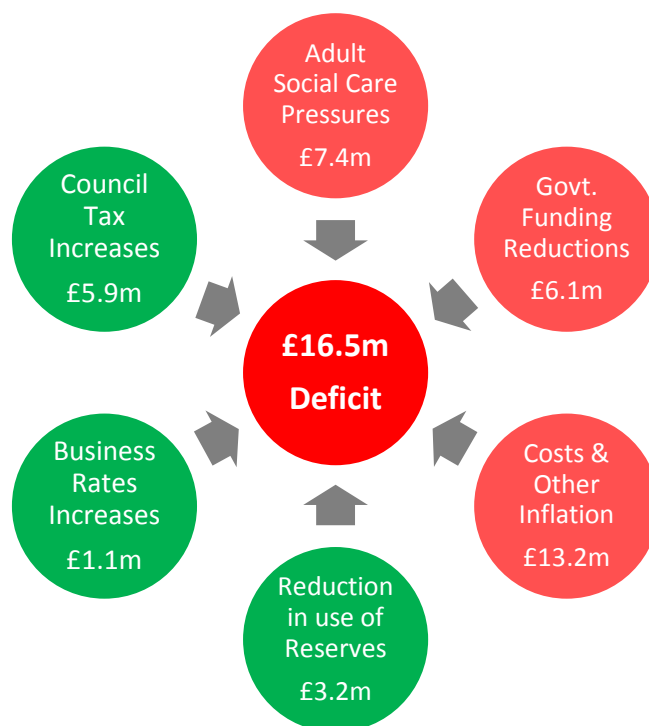 Adult
Social Care
Pressures
£7.4m
Govt.
Funding
Reductions
£6.1m
Costs &
Other
Inflation
£13.2m
Reduction
in use of
Reserves
£3.2m
Business
Rates
Increases
£1.1m
Council
Tax
Increases
£5.9m
£16.5m
Deficit